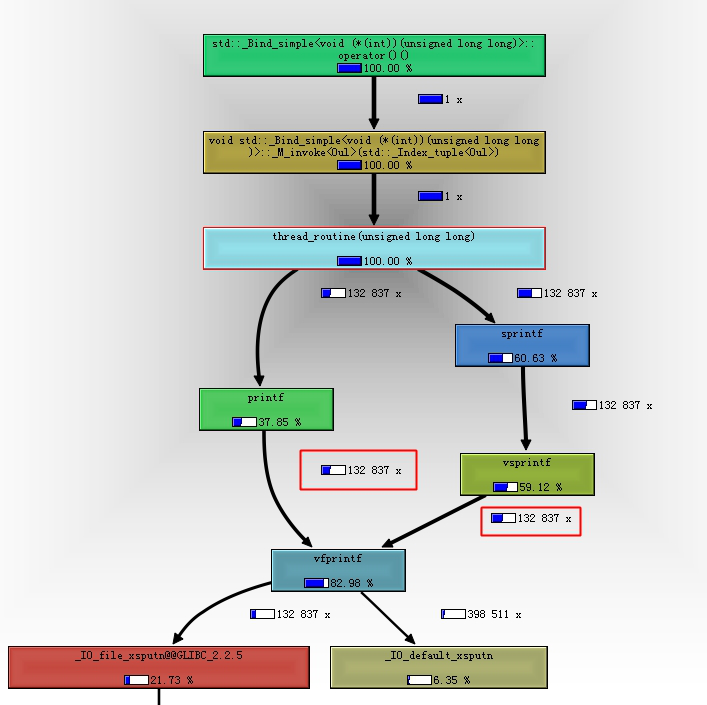 std::_Bind_simple<void (*(int))(unsigned long long)>::
operator()()
100.00 %
1 x
void std::_Bind_simple<void (*(int))(unsigned long long
)>::_M_invoke<0ul>(std::_Index_tuple<0ul>)
100.00 %
1 x
thread_routine(unsigned long long)
100.00 %
132 837 x
132 837 x
sprintf
60.63 %
printf
37.85 %
132 837 x
132 837 x
vsprintf
59.12 %
132 837 x
vfprintf
82.98 %
132 837 x
398 511 x
_IO_file_xsputn@@GLIBC_2.2.5
21.73 %
_IO_default_xsputn
6.35 %